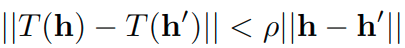 ||T(h) − T(h′)|| < ρ||h − h′||